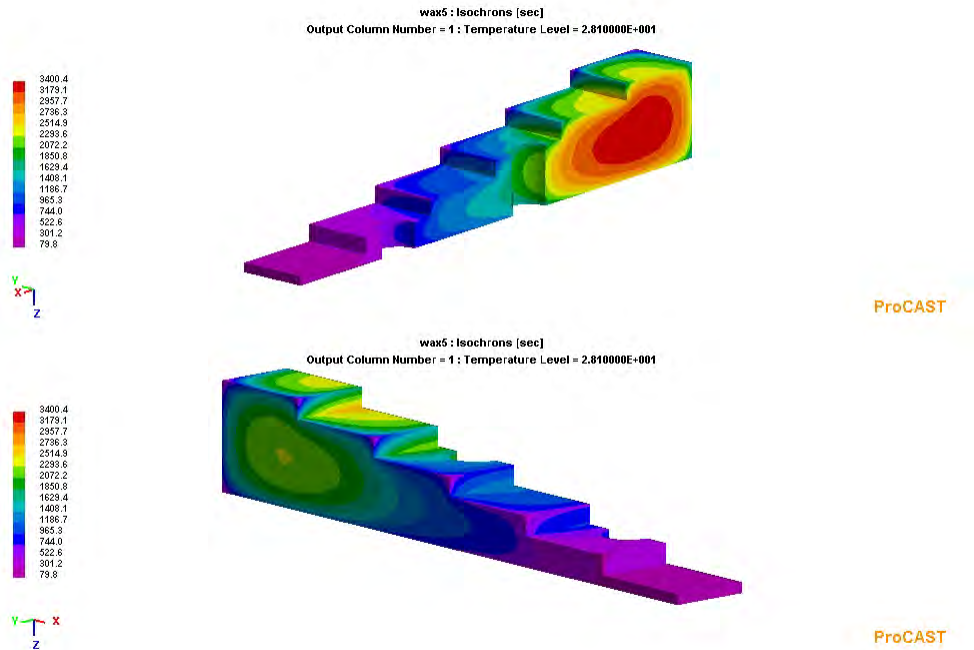 wax5 : Isochrons [sec]
Output Column Number = 1 : Temperature Level = 2.810000E+001
3400.4
3179.1
2957.7
2736.3
2514.9
2293.6
2072.2
1850.8
1629.4
1408.1
1186.7
965.3
744.0
522.6
301.2
79.8
Y
X
Z
ProCAST
wax5 : Isochrons [sec]
Output Column Number = 1 : Temperature Level = 2.810000E+001
3400.4
3179.1
2957.7
2736.3
2514.9
2293.6
2072.2
1850.8
1629.4
1408.1
1186.7
965.3
744.0
522.6
301.2
79.8
Y X
Z
ProCAST